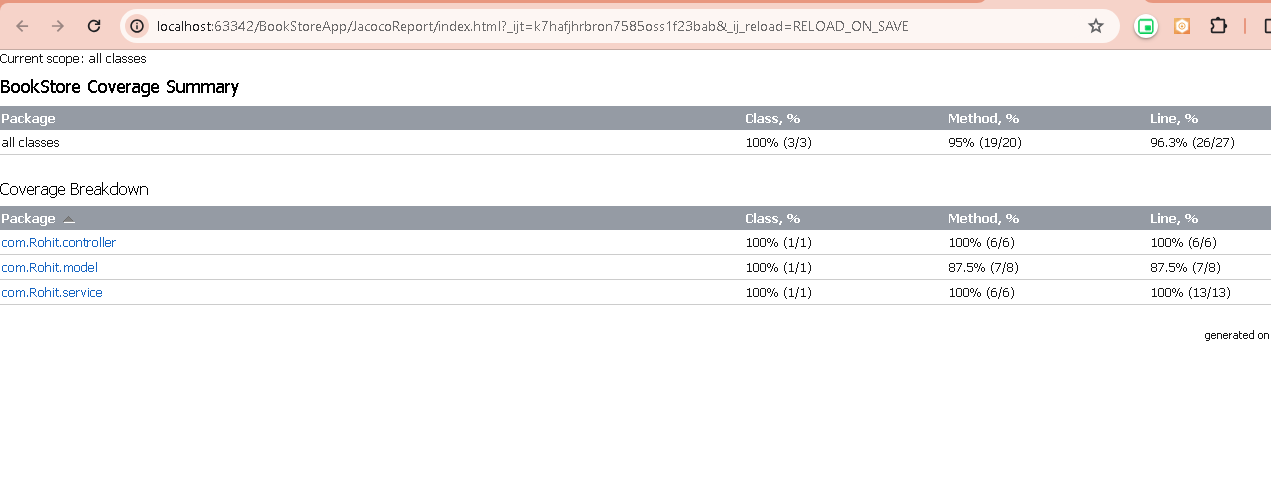 localhost:63342/BookStoreApp/JacocoReport/index.html?_ijt=k7hafjhrbron7585oss1f23bab&_ij_reload=RELOAD_ON_SAVE
Current scope: all classes
BookStore Coverage Summary
Package Class, % Method, % Line, %
all classes 100% (3/3) 95% (19/20) 96.3% (26/27)
Coverage Breakdown
Package Class, % Method, % Line, %
com.Rohit.controller 100% (1/1) 100% (6/6) 100% (6/6)
com.Rohit.model 100% (1/1) 87.5% (7/8) 87.5% (7/8)
com.Rohit.service 100% (1/1) 100% (6/6) 100% (13/13)
generated on